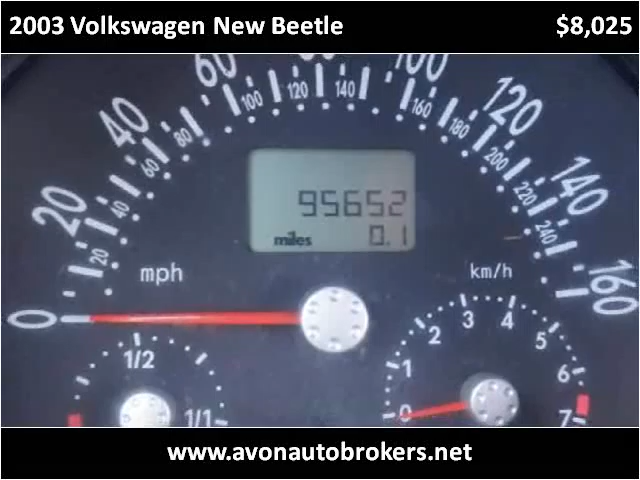 2003 Volkswagen New Beetle $8,025
60 100
100 120 140 160
40 120
80 180
60 200
20 140
40 220
95652
miles 0.1
20 240
mph km/h
0 160
1/2
2 3 4 5
1 6
1/1 0 7
www.avonautobrokers.net